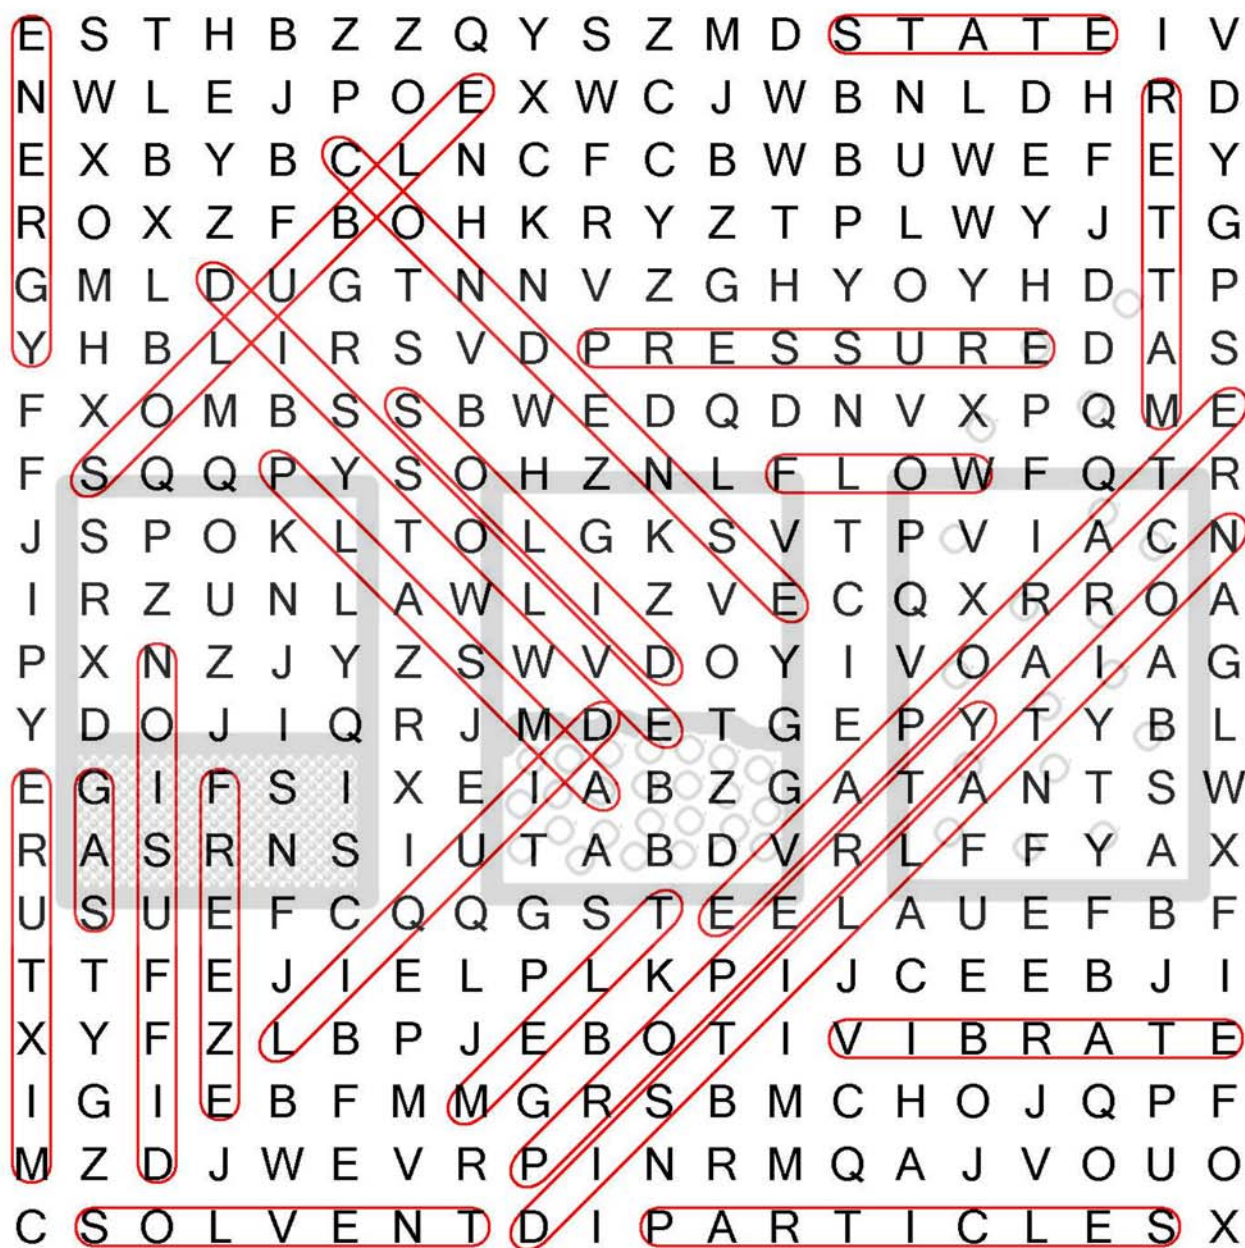 E S T H B Z Z Q Y S Z M D S T A T E I V
N W L E J P O E X W C J W B N L D H R D
E X B Y B C L N C F C B W B U W E F E Y
R O X Z F B O H K R Y Z T P L W Y J T G
G M L D U G T N N V Z G H Y O Y H D T P
Y H B L I R S V D P R E S S U R E D A S
F X O M B S S B W E D Q D N V X P Q M E
F S Q Q P Y S O H Z N L F L O W F Q T R
J S P O K L T O L G K S V T P V I A C N
I R Z U N L A W L I Z V E C Q X R R O A
P X N Z J Y Z S W V D O Y I V O A I A G
Y D O J I Q R J M D E T G E P Y T Y B L
E G I F S I X E I A B Z G A T A N T S W
R A S R N S I U T A B D V R L F F Y A X
U S U E F C Q Q G S T E E L A U E F B F
T T F E J I E L P L K P I J C E E B J I
X Y F Z L B P J E B O T I V I B R A T E
I G I E B F M M G R S B M C H O J Q P F
M Z D J W E V R P I N R M Q A J V O U O
C S O L V E N T D I P A R T I C L E S X